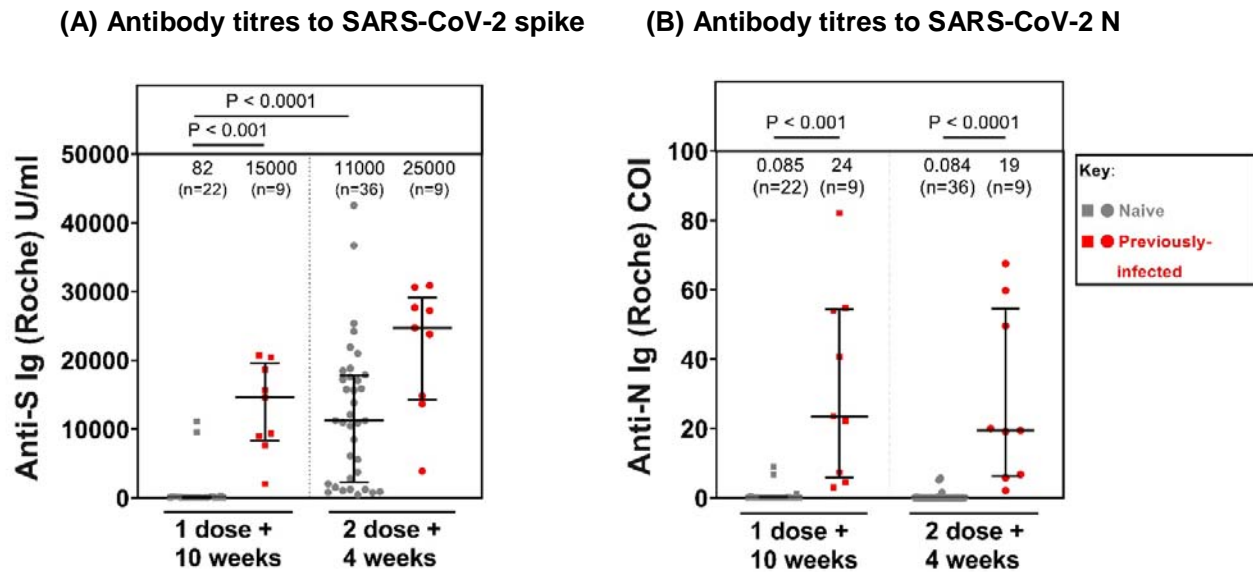 (A) Antibody titres to SARS-CoV-2 spike
(B) Antibody titres to SARS-CoV-2 N
P < 0.0001
P < 0.001
82 15000 11000 25000
(n=22) (n=9) (n=36) (n=9)
Anti-S Ig (Roche) U/ml
50000
40000
30000
20000
10000
0
1 dose +
10 weeks
2 dose +
4 weeks
P < 0.001
P < 0.0001
0.085 24 0.084 19
(n=22) (n=9) (n=36) (n=9)
Anti-N Ig (Roche) COI
100
80
60
40
20
0
1 dose +
10 weeks
2 dose +
4 weeks
Key:
Naive
Previously-
infected